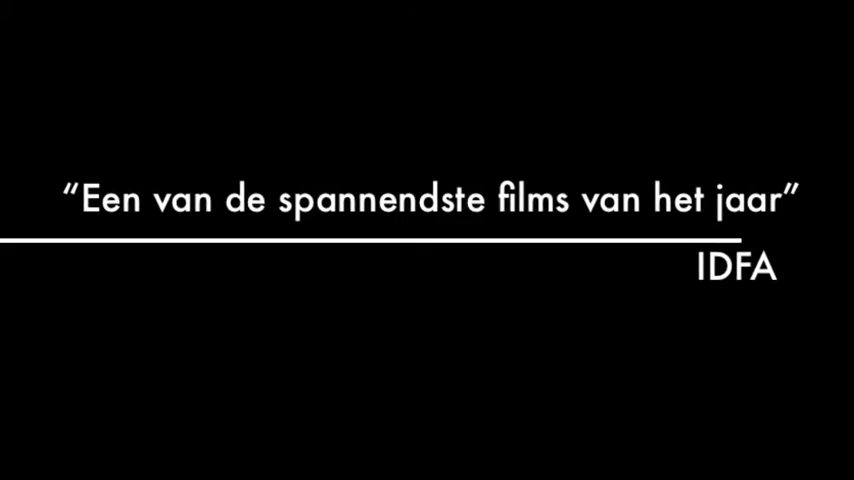 “Een van de spannendste films van het jaar”
IDFA